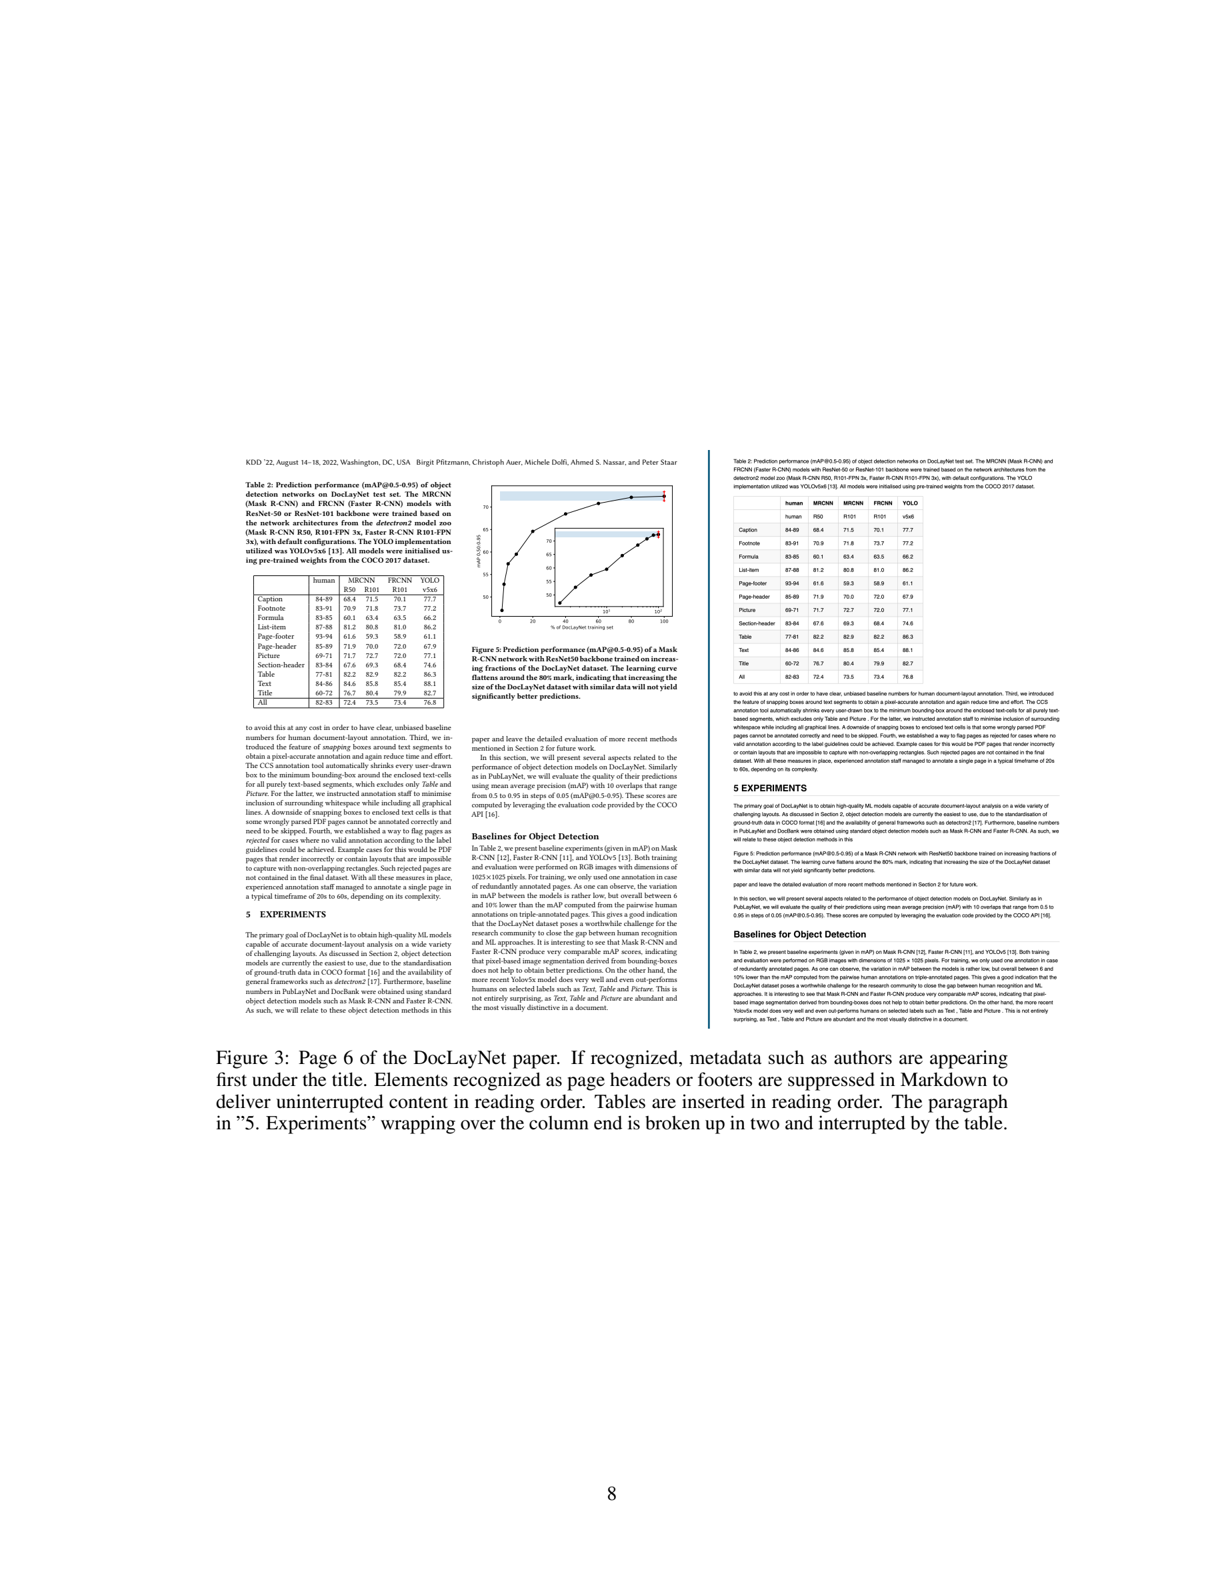 KDD '22, August 14–18, 2022, Washington, DC, USA Birgit Pfitzmann, Christoph Auer, Michele Dolfi, Ahmed S. Nassar, and Peter Staar
Table 2: Prediction performance (mAP@0.5-0.95) of object
detection networks on DocLayNet test set. The MRCNN
(Mask R-CNN) and FRCNN (Faster R-CNN) models with
ResNet-50 or ResNet-101 backbone were trained based on
the network architectures from the detectron2 model zoo
(Mask R-CNN R50, R101-FPN 3x, Faster R-CNN R101-FPN
3x), with default configurations. The YOLO implementation
utilized was YOLOv5x6 [13]. All models were initialised us-
ing pre-trained weights from the COCO 2017 dataset.
human MRCNN FRCNN YOLO
R50 R101 R101 v5x6
Caption 84-89 68.4 71.5 70.1 77.7
Footnote 83-91 70.9 71.8 73.7 77.2
Formula 83-85 60.1 63.4 63.5 66.2
List-item 87-88 81.2 80.8 81.0 86.2
Page-footer 93-94 61.6 59.3 58.9 61.1
Page-header 85-89 71.9 70.0 72.0 67.9
Picture 69-71 71.7 72.7 72.0 77.1
Section-header 83-84 67.6 69.3 68.4 74.6
Table 77-81 82.2 82.9 82.2 86.3
Text 84-86 84.6 85.8 85.4 88.1
Title 60-72 76.7 80.4 79.9 82.7
All 82-83 72.4 73.5 73.4 76.8
to avoid this at any cost in order to have clear, unbiased baseline
numbers for human document-layout annotation. Third, we in-
troduced the feature of snapping boxes around text segments to
obtain a pixel-accurate annotation and again reduce time and effort.
The CCS annotation tool automatically shrinks every user-drawn
box to the minimum bounding-box around the enclosed text-cells
for all purely text-based segments, which excludes only Table and
Picture. For the latter, we instructed annotation staff to minimise
inclusion of surrounding whitespace while including all graphical
lines. A downside of snapping boxes to enclosed text cells is that
some wrongly parsed PDF pages cannot be annotated correctly and
need to be skipped. Fourth, we established a way to flag pages as
rejected for cases where no valid annotation according to the label
guidelines could be achieved. Example cases for this would be PDF
pages that render incorrectly or contain layouts that are impossible
to capture with non-overlapping rectangles. Such rejected pages are
not contained in the final dataset. With all these measures in place,
experienced annotation staff managed to annotate a single page in
a typical timeframe of 20s to 60s, depending on its complexity.
5 EXPERIMENTS
The primary goal of DocLayNet is to obtain high-quality ML models
capable of accurate document-layout analysis on a wide variety
of challenging layouts. As discussed in Section 2, object detection
models are currently the easiest to use, due to the standardisation
of ground-truth data in COCO format [16] and the availability of
general frameworks such as detectron2 [17]. Furthermore, baseline
numbers in PubLayNet and DocBank were obtained using standard
object detection models such as Mask R-CNN and Faster R-CNN.
As such, we will relate to these object detection methods in this
mAP 0.50:0.95
70
65
60
55
50
70
65
60
55
50
10¹ 10²
0 20 40 60 80 100
% of DocLayNet training set
Figure 5: Prediction performance (mAP@0.5-0.95) of a Mask
R-CNN network with ResNet50 backbone trained on increas-
ing fractions of the DocLayNet dataset. The learning curve
flattens around the 80% mark, indicating that increasing the
size of the DocLayNet dataset with similar data will not yield
significantly better predictions.
paper and leave the detailed evaluation of more recent methods
mentioned in Section 2 for future work.
In this section, we will present several aspects related to the
performance of object detection models on DocLayNet. Similarly
as in PubLayNet, we will evaluate the quality of their predictions
using mean average precision (mAP) with 10 overlaps that range
from 0.5 to 0.95 in steps of 0.05 (mAP@0.5-0.95). These scores are
computed by leveraging the evaluation code provided by the COCO
API [16].
Baselines for Object Detection
In Table 2, we present baseline experiments (given in mAP) on Mask
R-CNN [12], Faster R-CNN [11], and YOLOv5 [13]. Both training
and evaluation were performed on RGB images with dimensions of
1025×1025 pixels. For training, we only used one annotation in case
of redundantly annotated pages. As one can observe, the variation
in mAP between the models is rather low, but overall between 6
and 10% lower than the mAP computed from the pairwise human
annotations on triple-annotated pages. This gives a good indication
that the DocLayNet dataset poses a worthwhile challenge for the
research community to close the gap between human recognition
and ML approaches. It is interesting to see that Mask R-CNN and
Faster R-CNN produce very comparable mAP scores, indicating
that pixel-based image segmentation derived from bounding-boxes
does not help to obtain better predictions. On the other hand, the
more recent Yolov5x model does very well and even out-performs
humans on selected labels such as Text, Table and Picture. This is
not entirely surprising, as Text, Table and Picture are abundant and
the most visually distinctive in a document.
Table 2: Prediction performance (mAP@0.5-0.95) of object detection networks on DocLayNet test set. The MRCNN (Mask R-CNN) and
FRCNN (Faster R-CNN) models with ResNet-50 or ResNet-101 backbone were trained based on the network architectures from the
detectron2 model zoo (Mask R-CNN R50, R101-FPN 3x, Faster R-CNN R101-FPN 3x), with default configurations. The YOLO
implementation utilized was YOLOv5x6 [13]. All models were initialised using pre-trained weights from the COCO 2017 dataset.
human MRCNN MRCNN FRCNN YOLO
human R50 R101 R101 v5x6
Caption 84-89 68.4 71.5 70.1 77.7
Footnote 83-91 70.9 71.8 73.7 77.2
Formula 83-85 60.1 63.4 63.5 66.2
List-item 87-88 81.2 80.8 81.0 86.2
Page-footer 93-94 61.6 59.3 58.9 61.1
Page-header 85-89 71.9 70.0 72.0 67.9
Picture 69-71 71.7 72.7 72.0 77.1
Section-header 83-84 67.6 69.3 68.4 74.6
Table 77-81 82.2 82.9 82.2 86.3
Text 84-86 84.6 85.8 85.4 88.1
Title 60-72 76.7 80.4 79.9 82.7
All 82-83 72.4 73.5 73.4 76.8
to avoid this at any cost in order to have clear, unbiased baseline numbers for human document-layout annotation. Third, we introduced
the feature of snapping boxes around text segments to obtain a pixel-accurate annotation and again reduce time and effort. The CCS
annotation tool automatically shrinks every user-drawn box to the minimum bounding-box around the enclosed text-cells for all purely text-
based segments, which excludes only Table and Picture . For the latter, we instructed annotation staff to minimise inclusion of surrounding
whitespace while including all graphical lines. A downside of snapping boxes to enclosed text cells is that some wrongly parsed PDF
pages cannot be annotated correctly and need to be skipped. Fourth, we established a way to flag pages as rejected for cases where no
valid annotation according to the label guidelines could be achieved. Example cases for this would be PDF pages that render incorrectly
or contain layouts that are impossible to capture with non-overlapping rectangles. Such rejected pages are not contained in the final
dataset. With all these measures in place, experienced annotation staff managed to annotate a single page in a typical timeframe of 20s
to 60s, depending on its complexity.
5 EXPERIMENTS
The primary goal of DocLayNet is to obtain high-quality ML models capable of accurate document-layout analysis on a wide variety of
challenging layouts. As discussed in Section 2, object detection models are currently the easiest to use, due to the standardisation of
ground-truth data in COCO format [16] and the availability of general frameworks such as detectron2 [17]. Furthermore, baseline numbers
in PubLayNet and DocBank were obtained using standard object detection models such as Mask R-CNN and Faster R-CNN. As such, we
will relate to these object detection methods in this
Figure 5: Prediction performance (mAP@0.5-0.95) of a Mask R-CNN network with ResNet50 backbone trained on increasing fractions of
the DocLayNet dataset. The learning curve flattens around the 80% mark, indicating that increasing the size of the DocLayNet dataset
with similar data will not yield significantly better predictions.
paper and leave the detailed evaluation of more recent methods mentioned in Section 2 for future work.
In this section, we will present several aspects related to the performance of object detection models on DocLayNet. Similarly as in
PubLayNet, we will evaluate the quality of their predictions using mean average precision (mAP) with 10 overlaps that range from 0.5 to
0.95 in steps of 0.05 (mAP@0.5-0.95). These scores are computed by leveraging the evaluation code provided by the COCO API [16].
Baselines for Object Detection
In Table 2, we present baseline experiments (given in mAP) on Mask R-CNN [12], Faster R-CNN [11], and YOLOv5 [13]. Both training
and evaluation were performed on RGB images with dimensions of 1025 × 1025 pixels. For training, we only used one annotation in case
of redundantly annotated pages. As one can observe, the variation in mAP between the models is rather low, but overall between 6 and
10% lower than the mAP computed from the pairwise human annotations on triple-annotated pages. This gives a good indication that the
DocLayNet dataset poses a worthwhile challenge for the research community to close the gap between human recognition and ML
approaches. It is interesting to see that Mask R-CNN and Faster R-CNN produce very comparable mAP scores, indicating that pixel-
based image segmentation derived from bounding-boxes does not help to obtain better predictions. On the other hand, the more recent
Yolov5x model does very well and even out-performs humans on selected labels such as Text , Table and Picture . This is not entirely
surprising, as Text , Table and Picture are abundant and the most visually distinctive in a document.
Figure 3: Page 6 of the DocLayNet paper. If recognized, metadata such as authors are appearing
first under the title. Elements recognized as page headers or footers are suppressed in Markdown to
deliver uninterrupted content in reading order. Tables are inserted in reading order. The paragraph
in ”5. Experiments” wrapping over the column end is broken up in two and interrupted by the table.
8